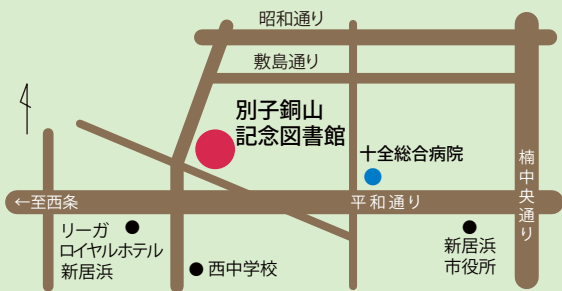 昭和通り
敷島通り
別子銅山
記念図書館
十全総合病院
楠中央通り
←至西条
平和通り
リーガ
ロイヤルホテル
新居浜
西中学校
新居浜
市役所